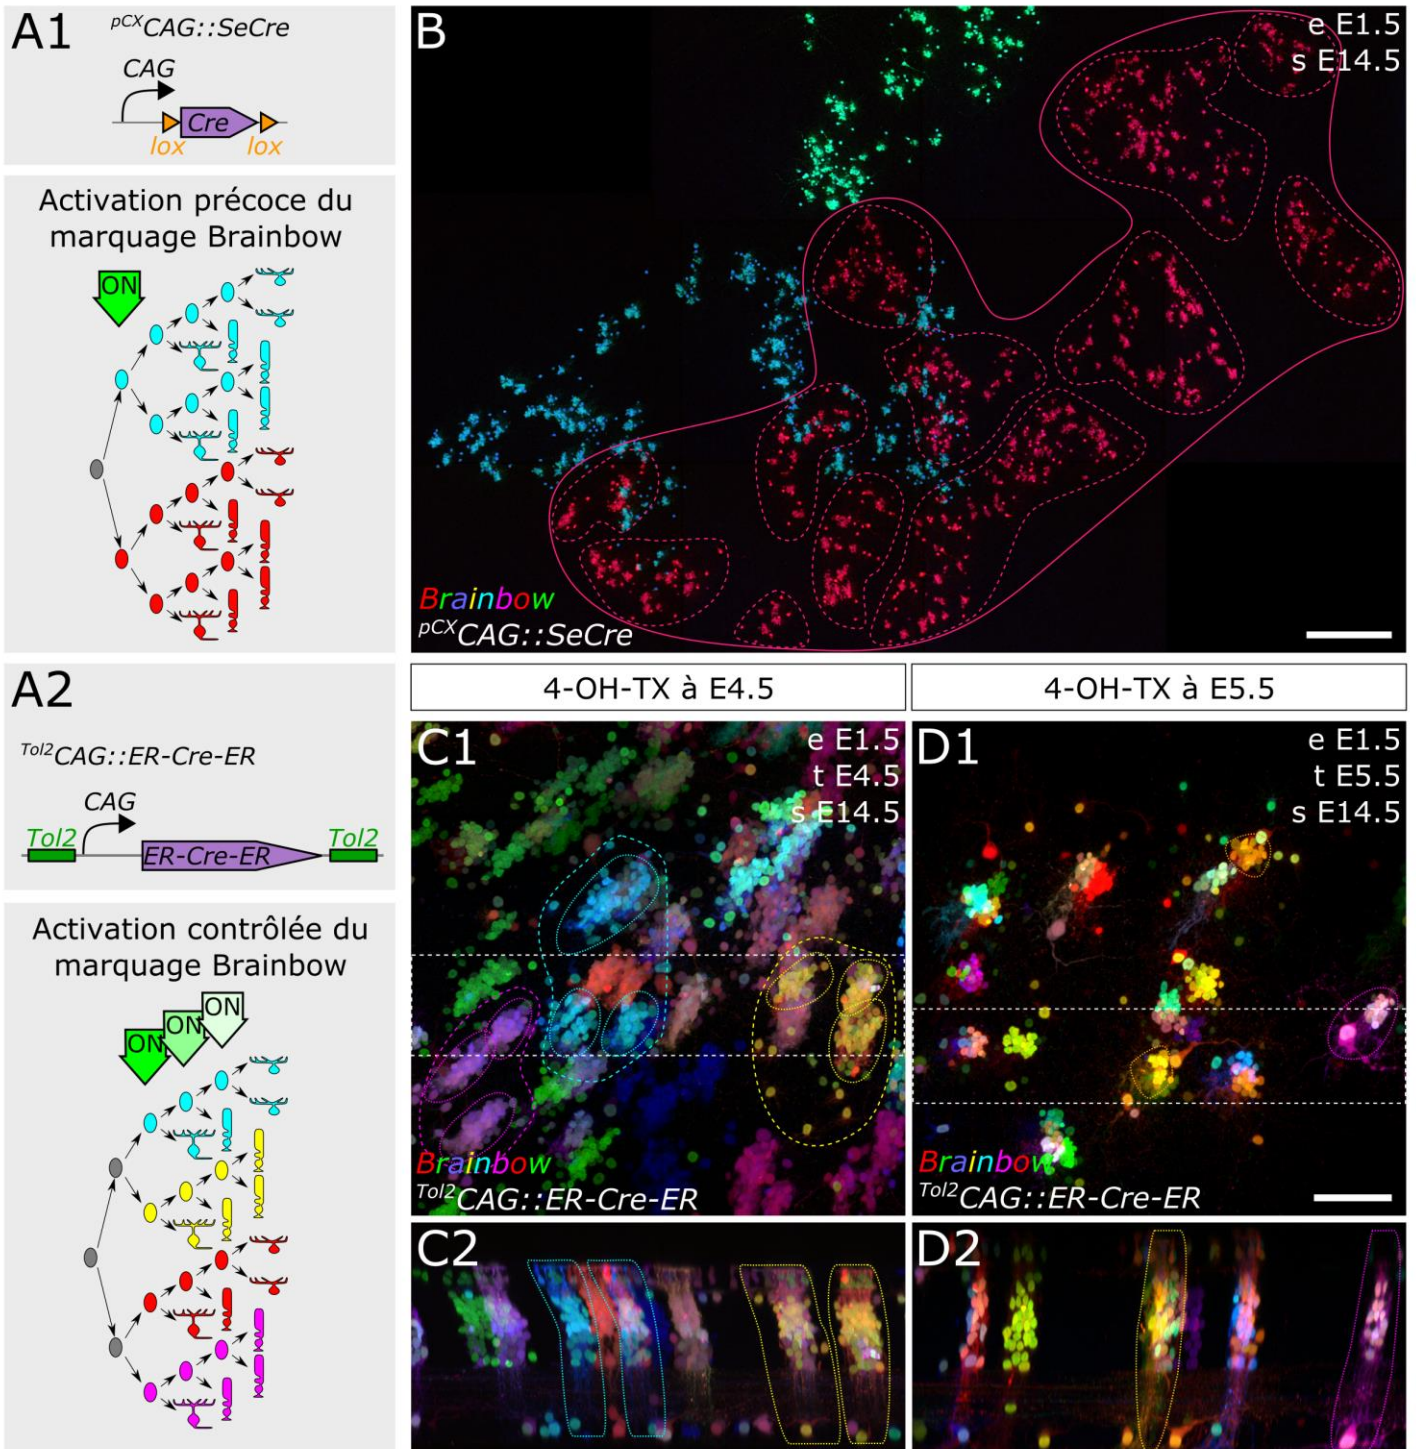 A1
pCXCAG::SeCre
CAG
Cre
lox lox
Activation précoce du
marquage Brainbow
ON
B
e E1.5
s E14.5
Brainbow
pCXCAG::SeCre
A2
Tol2CAG::ER-Cre-ER
CAG
Tol2 Tol2
ER-Cre-ER
Activation contrôlée du
marquage Brainbow
ON
ON
ON
4-OH-TX à E4.5
C1
e E1.5
t E4.5
s E14.5
Brainbow
Tol2CAG::ER-Cre-ER
C2
4-OH-TX à E5.5
D1
e E1.5
t E5.5
s E14.5
Brainbow
Tol2CAG::ER-Cre-ER
D2